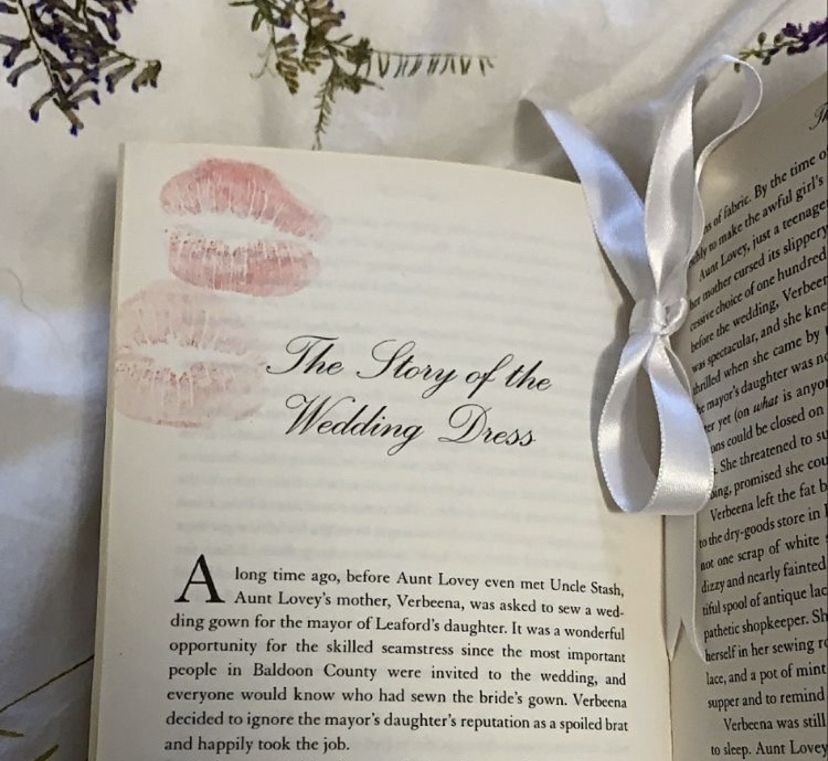 The Story of the
Wedding Dress
A long time ago, before Aunt Lovey even met Uncle Stash,
Aunt Lovey's mother, Verbeena, was asked to sew a wed-
ding gown for the mayor of Leaford's daughter. It was a wonderful
opportunity for the skilled seamstress since the most important
people in Baldoon County were invited to the wedding, and
everyone would know who had sewn the bride's gown. Verbeena
decided to ignore the mayor's daughter's reputation as a spoiled brat
and happily took the job.
of fabric. By the time
to make the awful girl's
Aunt Lovey, just a teenager
her mother cursed its slippery
choice of one hundred
before the wedding,
was spectacular, and she
thrilled when she came by
mayor's daughter was
yet (on what is
could be closed on
She threatened to
promised she
Verbeena left the fat
to the dry-goods store in
not one scrap of white
dizzy and nearly fainted
spool of antique
pathetic shopkeeper.
herself in her sewing
lace, and a pot of mint
supper and to remind
Verbeena was still
to sleep. Aunt Lovey